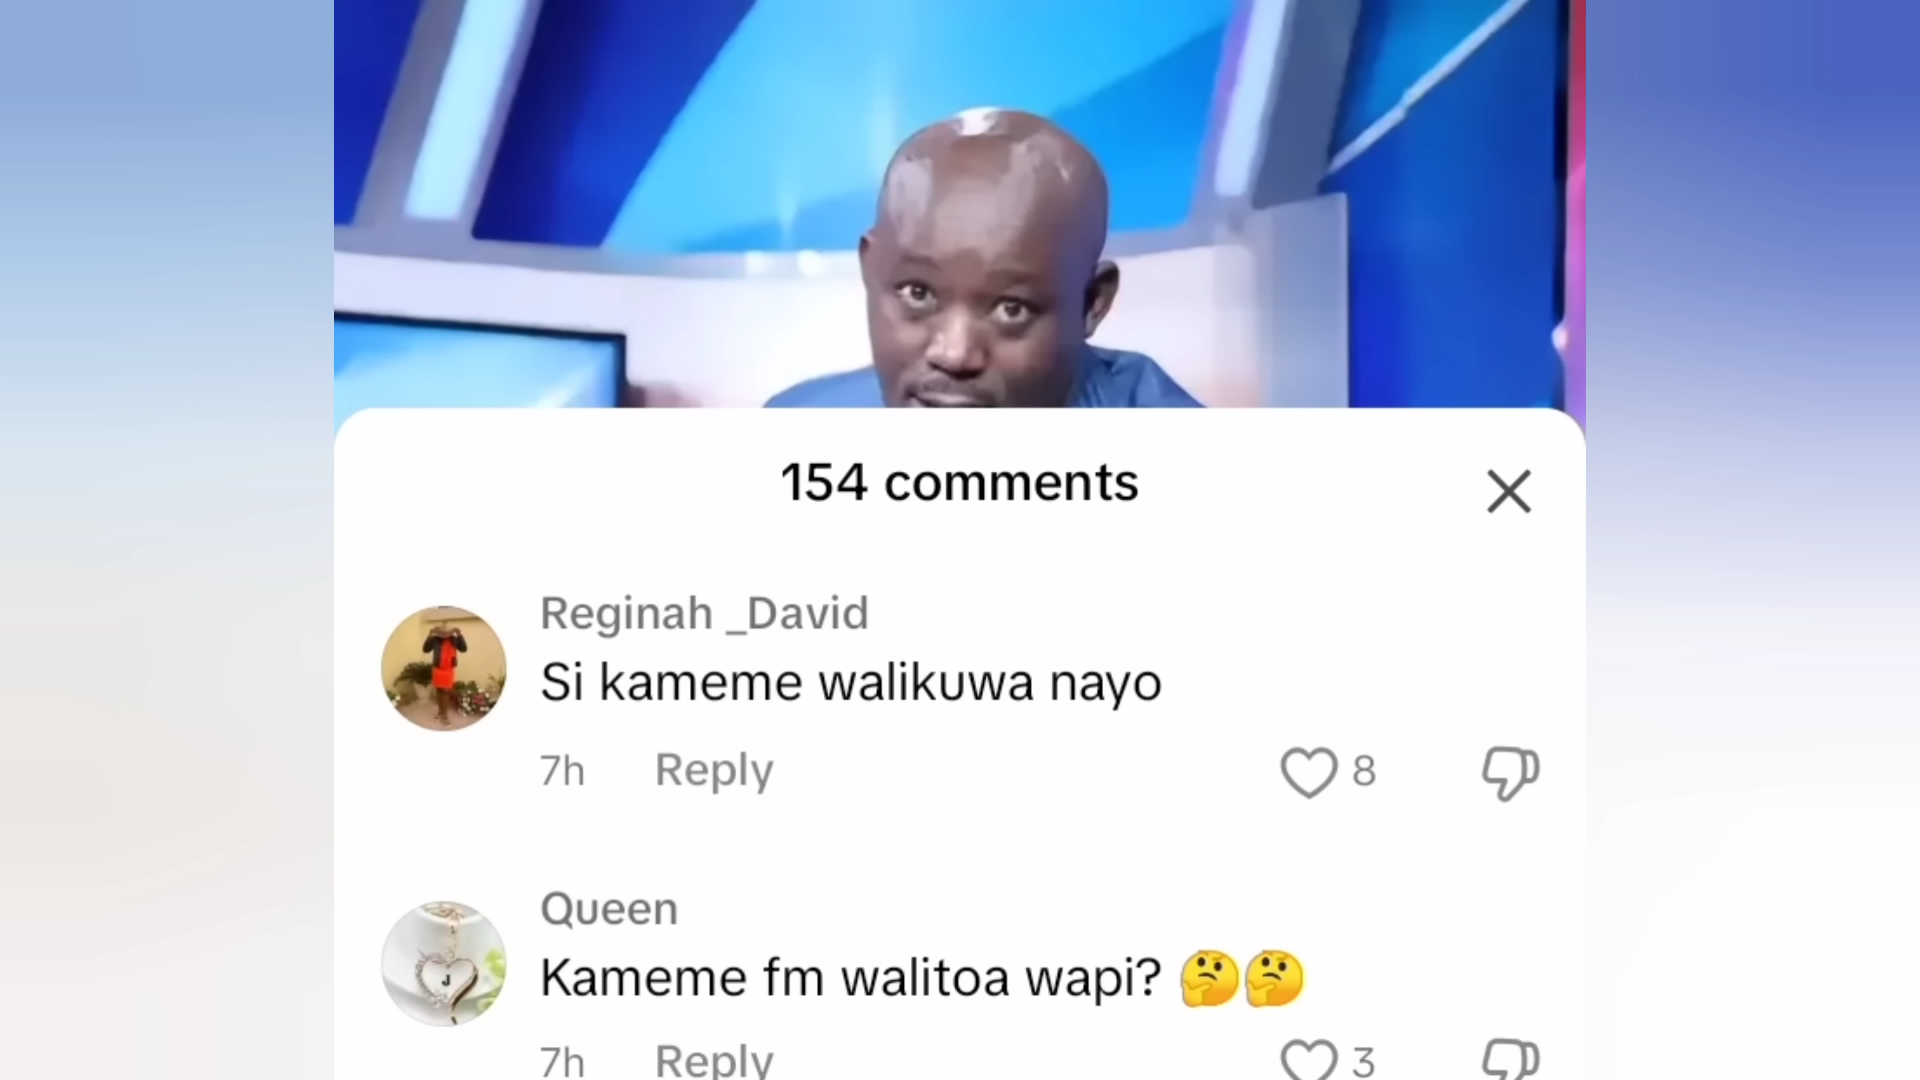 154 comments
Reginah _David
Si kameme walikuwa nayo
7h Reply 8
Queen
Kameme fm walitoa wapi? 🤔🤔
7h Reply 3